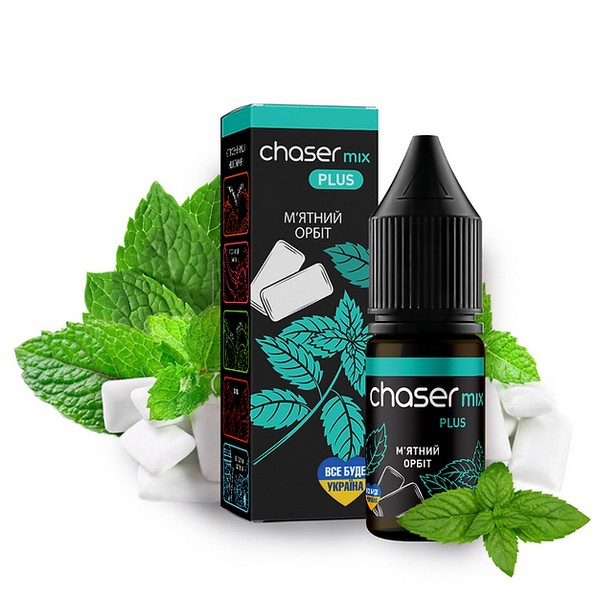 chaser mix
PLUS
М'ЯТНИЙ
ОРБІТ
ВСЕ БУДЕ
УКРАЇНА
chaser mix
PLUS
М'ЯТНИЙ
ОРБІТ